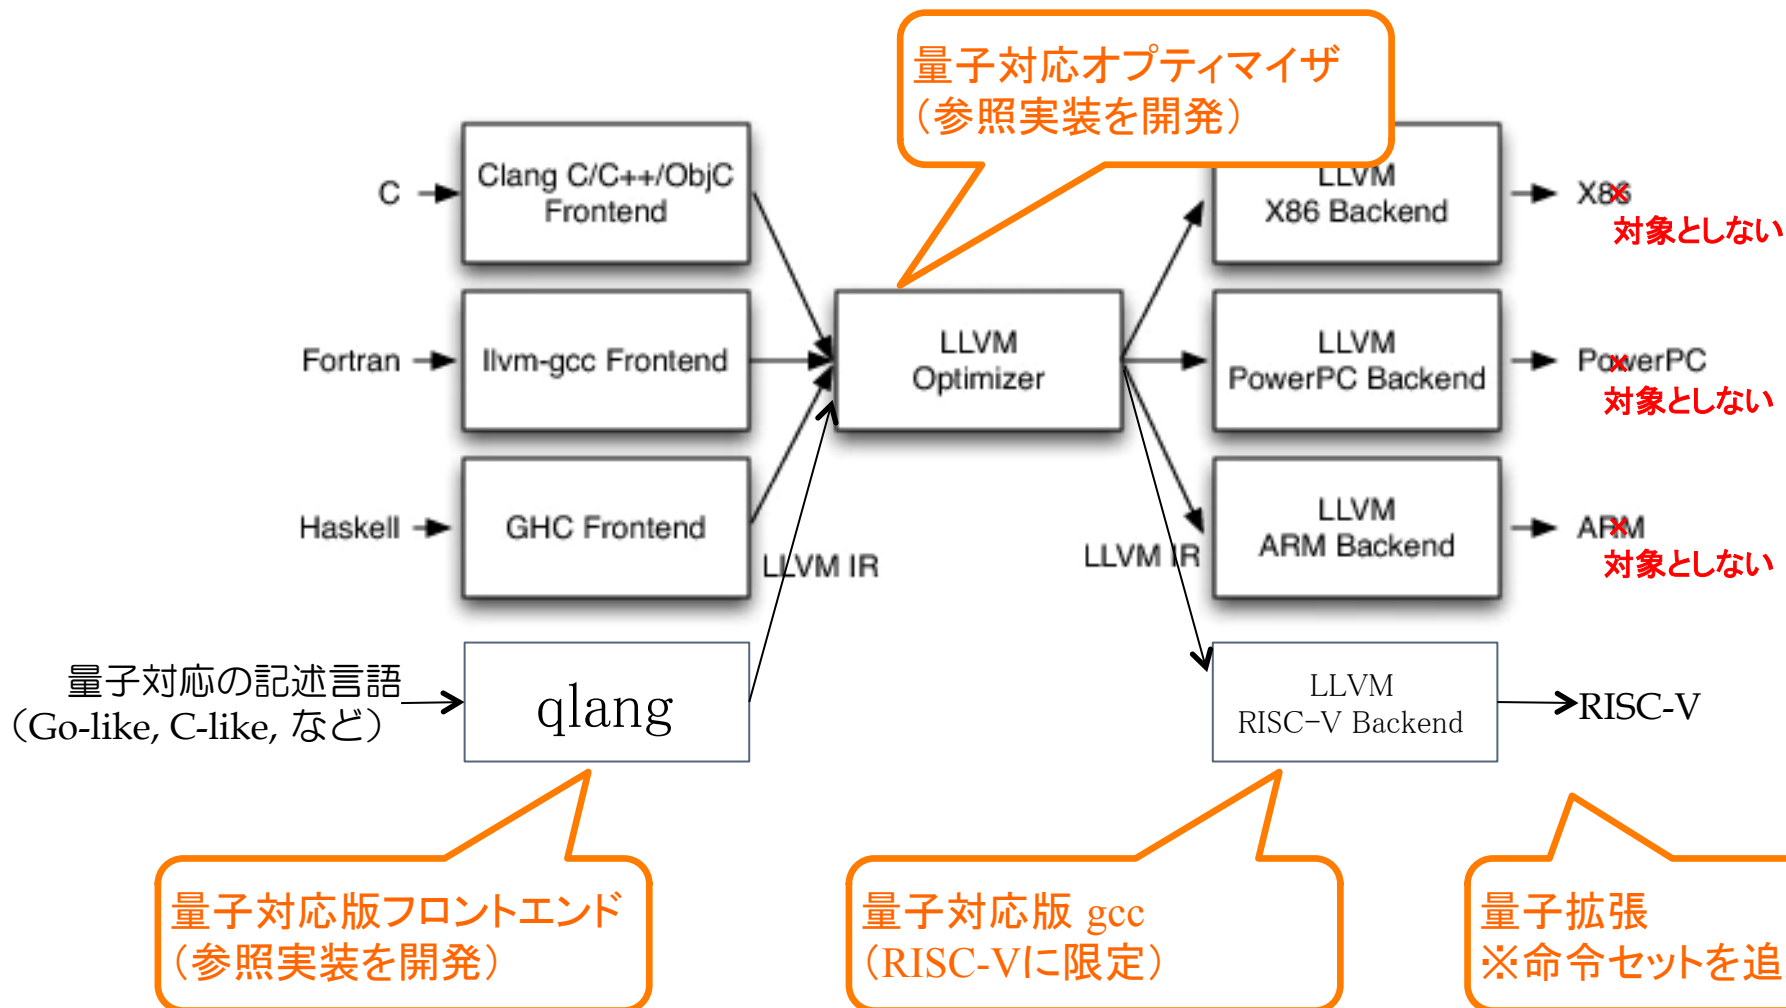 量子対応オプティマイザ
（参照実装を開発）
C
Clang C/C++/ObjC
Frontend
LLVM
X86 Backend
X86
対象としない
Fortran
llvm-gcc Frontend
LLVM
Optimizer
LLVM
PowerPC Backend
PowerPC
対象としない
Haskell
GHC Frontend
LLVM IR
LLVM IR
LLVM
ARM Backend
ARM
対象としない
量子対応の記述言語
（Go-like, C-like, など）
qlang
LLVM
RISC-V Backend
RISC-V
量子対応版フロントエンド
（参照実装を開発）
量子対応版 gcc
（RISC-Vに限定）
量子拡張
※命令セットを追